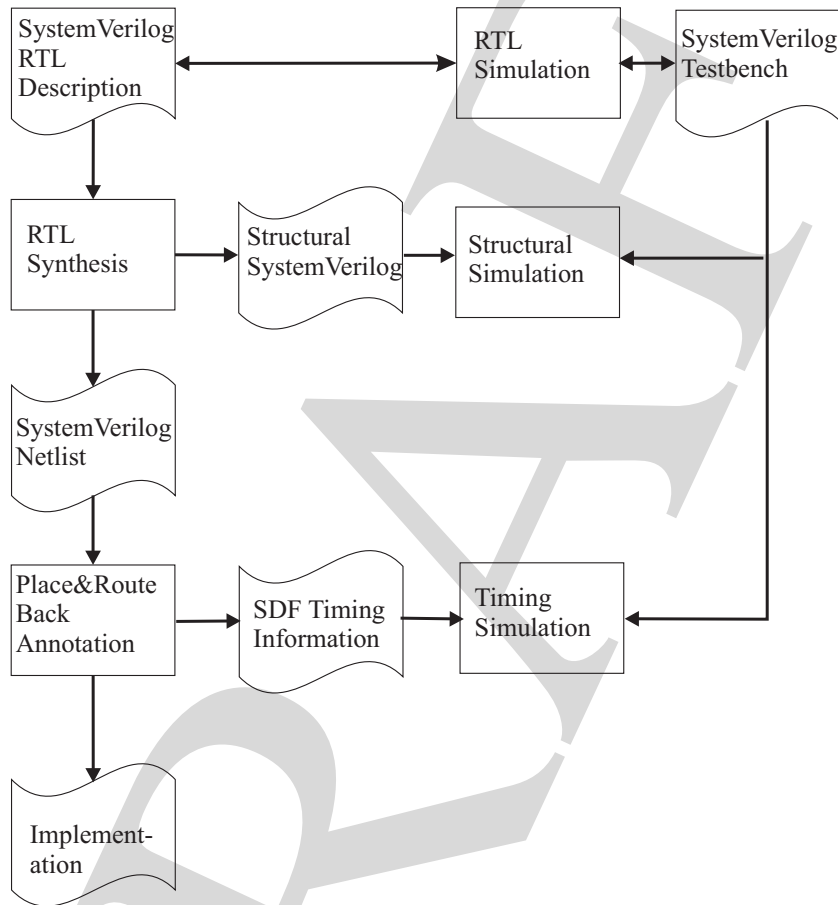 SystemVerilog
RTL
Description
RTL
Simulation
SystemVerilog
Testbench
RTL
Synthesis
Structural
SystemVerilog
Structural
Simulation
SystemVerilog
Netlist
Place&Route
Back
Annotation
SDF Timing
Information
Timing
Simulation
Implement-
ation